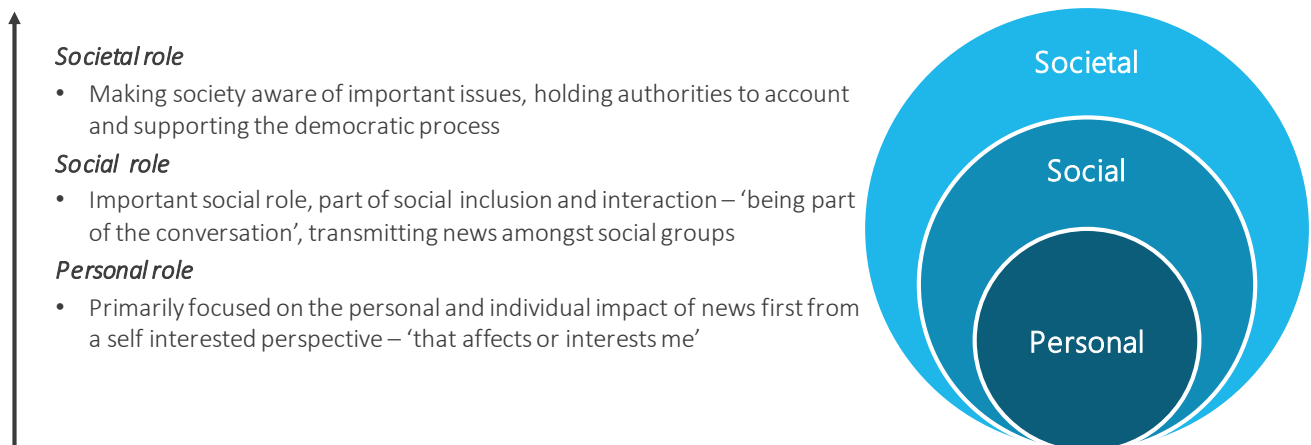 Societal role
• Making society aware of important issues, holding authorities to account
and supporting the democratic process
Social role
• Important social role, part of social inclusion and interaction – ‘being part
of the conversation’, transmitting news amongst social groups
Personal role
• Primarily focused on the personal and individual impact of news first from
a self interested perspective – ‘that affects or interests me’
Societal
Social
Personal